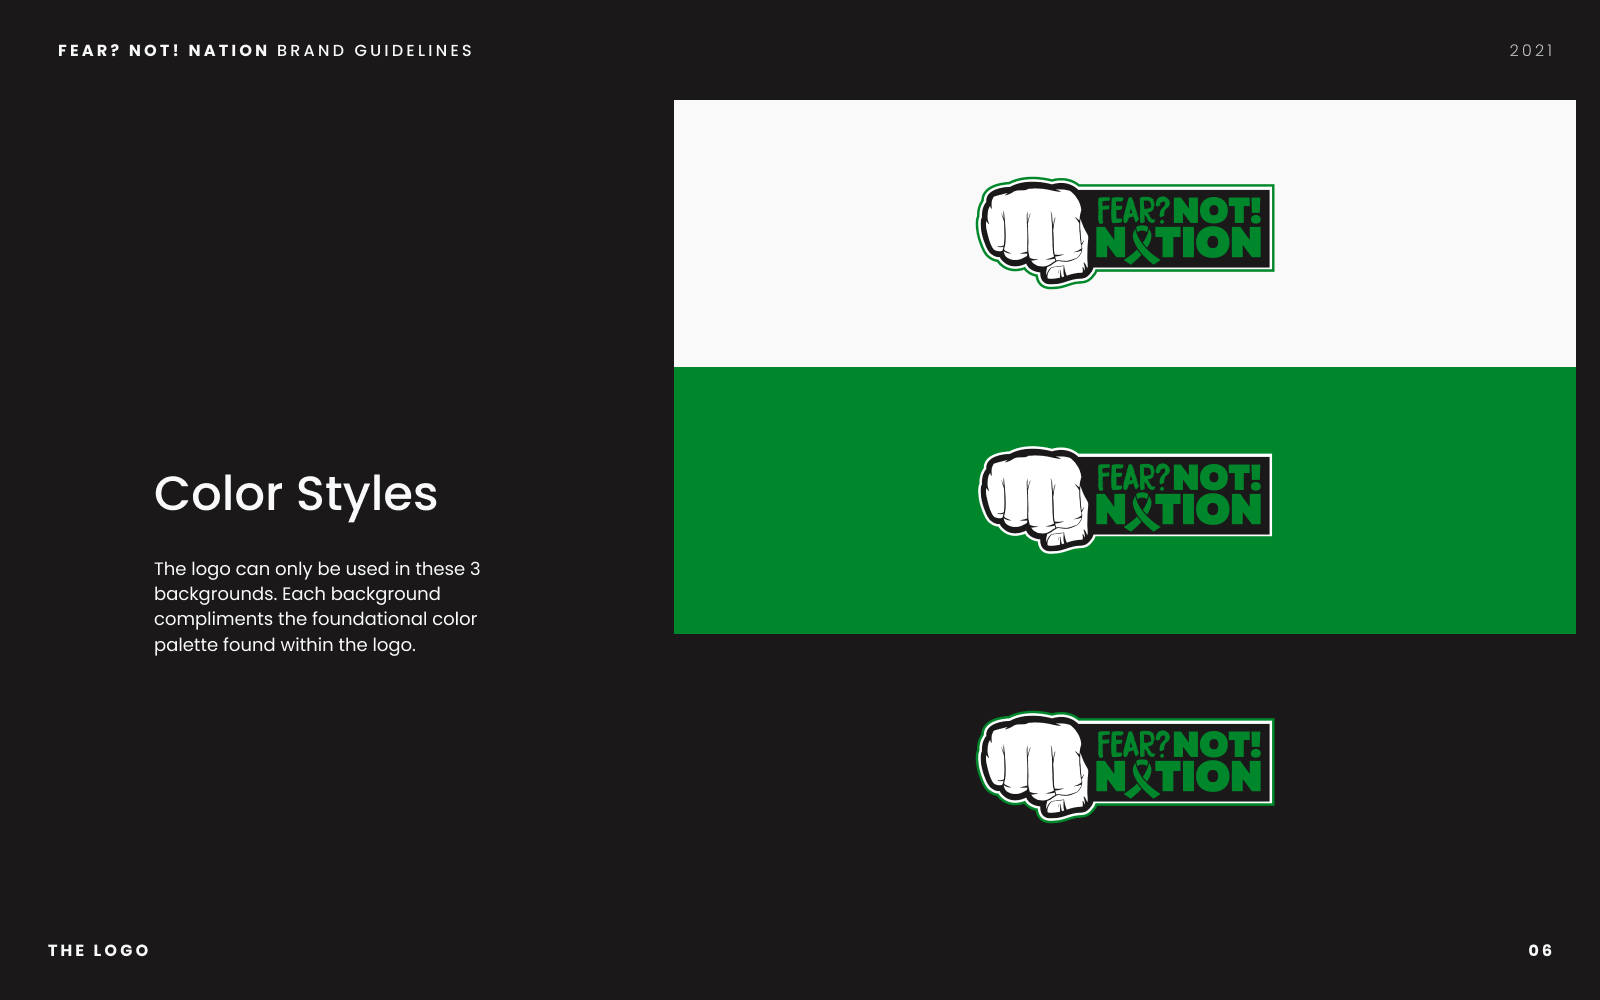 FEAR? NOT! NATION BRAND GUIDELINES
2021
FEAR? NOT!
NATION
Color Styles
The logo can only be used in these 3
backgrounds. Each background
compliments the foundational color
palette found within the logo.
FEAR? NOT!
NATION
FEAR? NOT!
NATION
THE LOGO
06